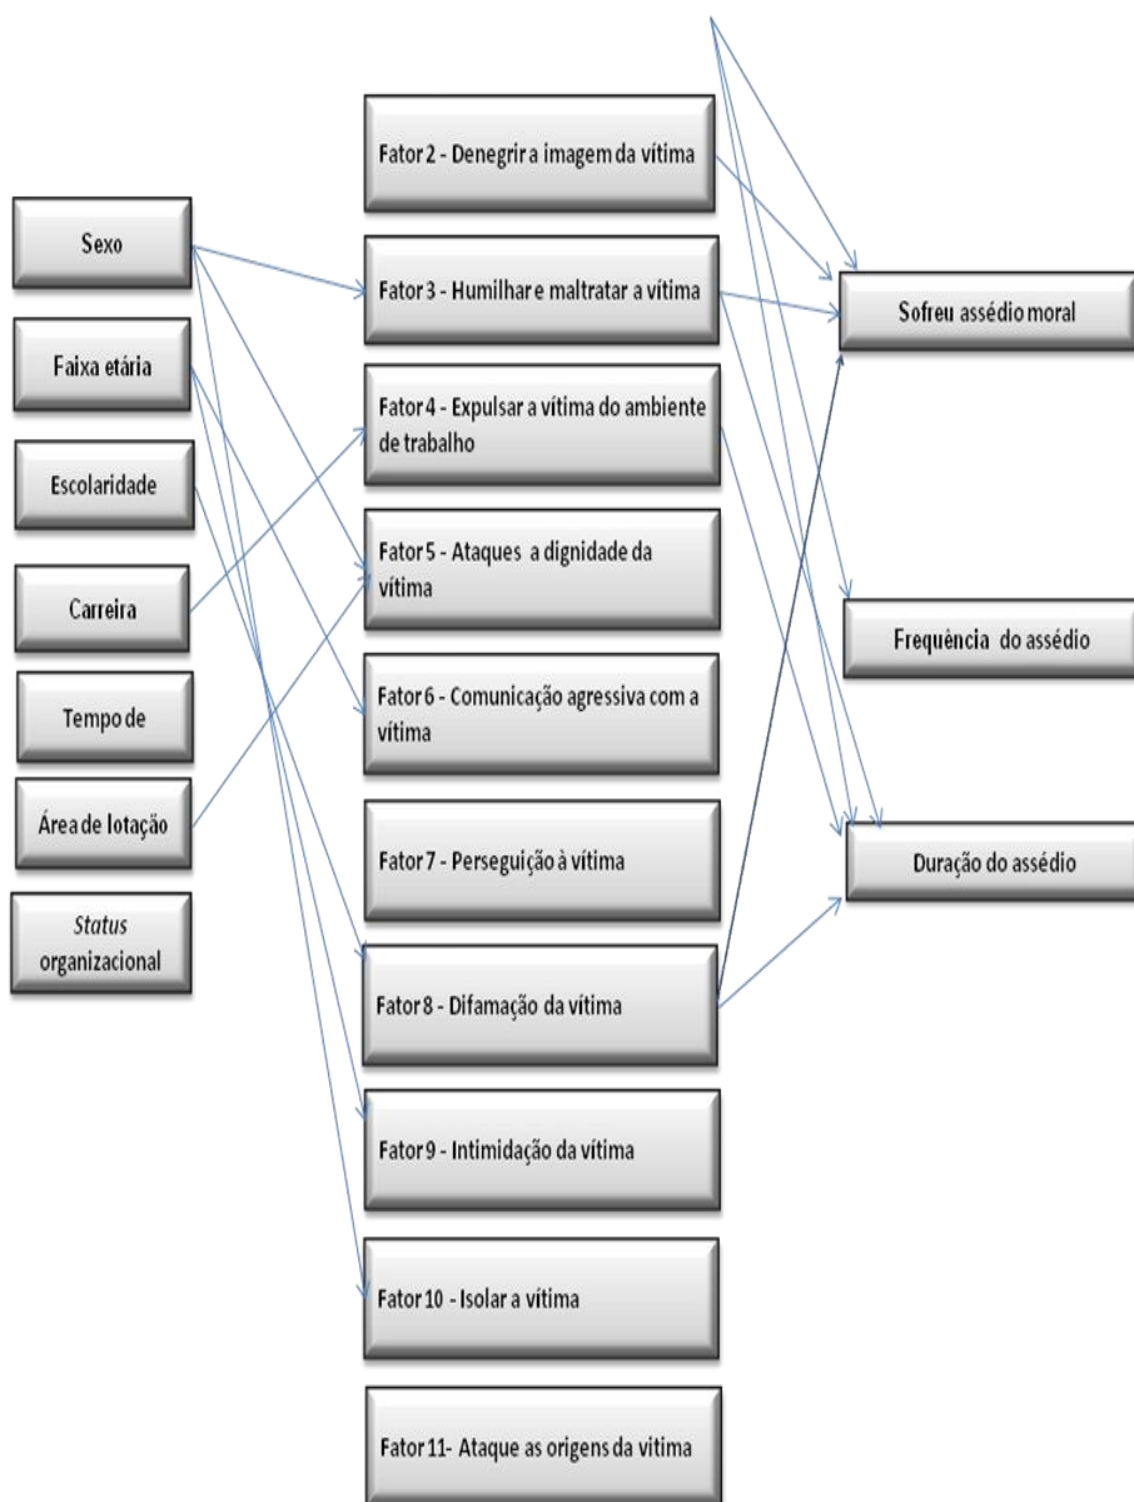 Sexo
Faixa etária
Escolaridade
Carreira
Tempo de
Área de lotação
Status
organizacional
Fator 2 - Denegrir a imagem da vítima
Fator 3 - Humilhar e maltratar a vítima
Fator 4 - Expulsar a vítima do ambiente
de trabalho
Fator 5 - Ataques a dignidade da
vítima
Fator 6 - Comunicação agressiva com a
vítima
Fator 7 - Perseguição à vítima
Fator 8 - Difamação da vítima
Fator 9 - Intimidação da vítima
Fator 10 - Isolar a vítima
Fator 11- Ataque as origens da vitima
Sofreu assédio moral
Frequência do assédio
Duração do assédio